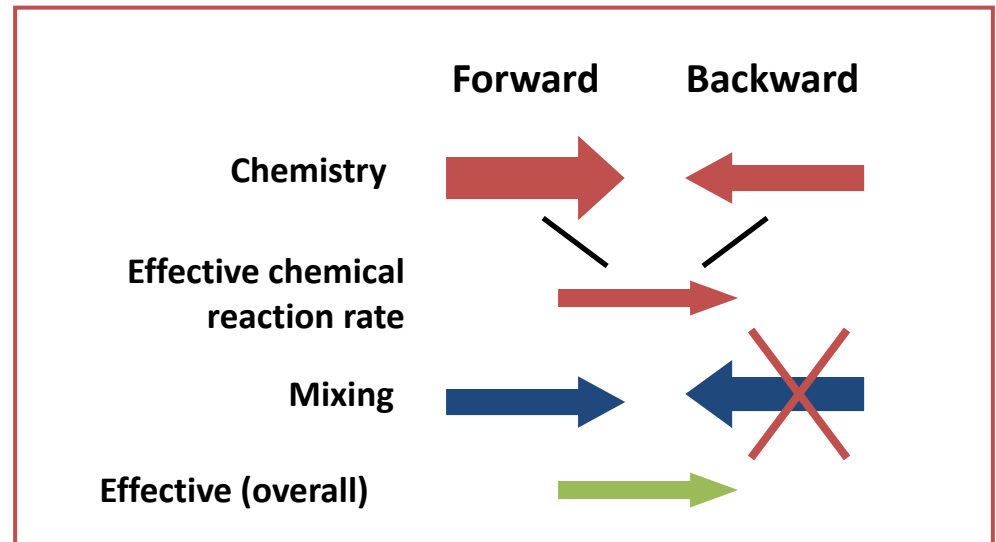 Forward Backward
Chemistry
Effective chemical
reaction rate
Mixing
Effective (overall)